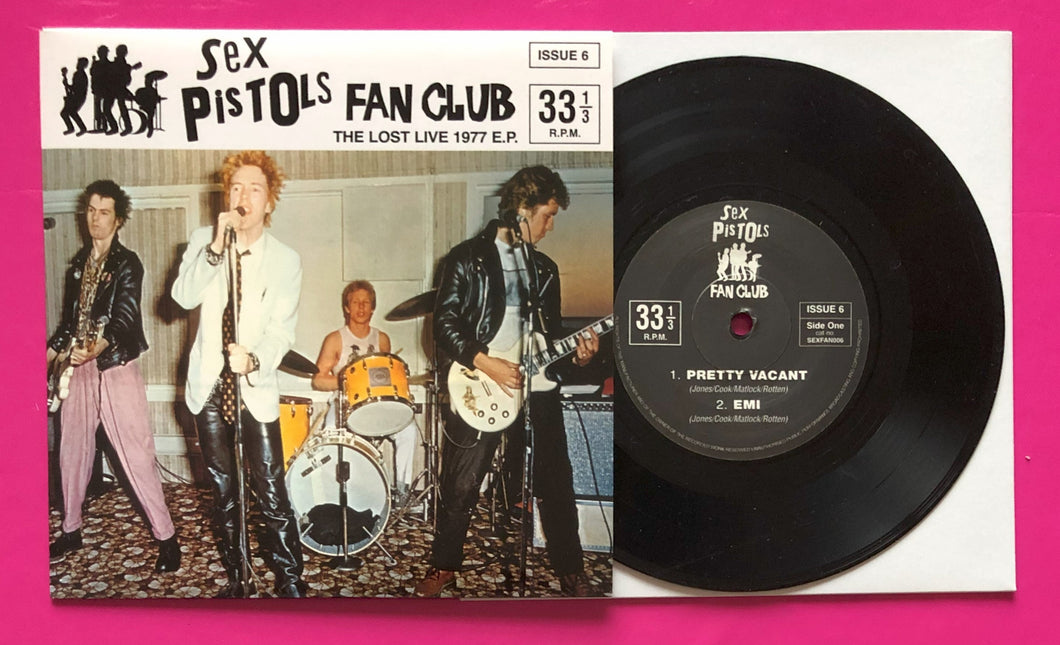 Sex
PISTOLS FAN CLUB
THE LOST LIVE 1977 E.P.
ISSUE 6
33 1/3
R.P.M.
Sex
PISTOLS
FAN CLUB
33 1/3
R.P.M.
ISSUE 6
Side One
cat no.
SEXFAN006
1. PRETTY VACANT
(Jones/Cook/Matlock/Rotten)
2. EMI
(Jones/Cook/Matlock/Rotten)